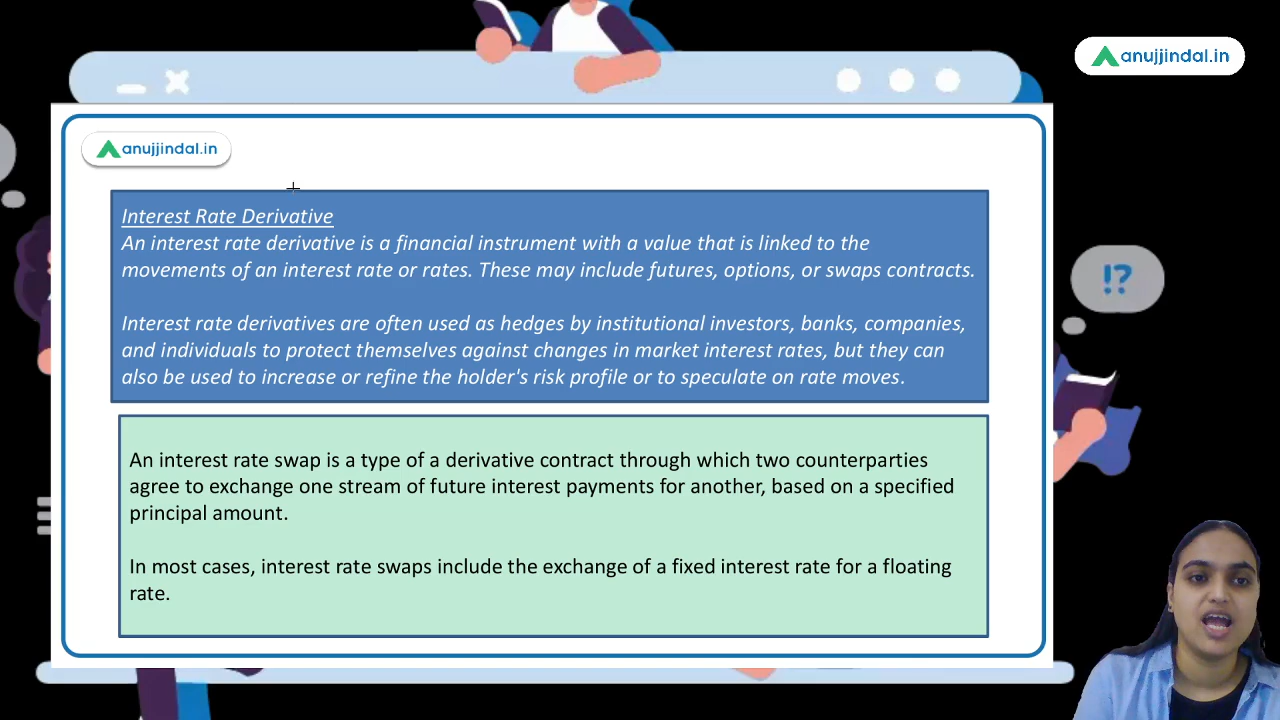 anujjindal.in
anujjindal.in
Interest Rate Derivative
An interest rate derivative is a financial instrument with a value that is linked to the
movements of an interest rate or rates. These may include futures, options, or swaps contracts.
Interest rate derivatives are often used as hedges by institutional investors, banks, companies,
and individuals to protect themselves against changes in market interest rates, but they can
also be used to increase or refine the holder's risk profile or to speculate on rate moves.
!?
An interest rate swap is a type of a derivative contract through which two counterparties
agree to exchange one stream of future interest payments for another, based on a specified
principal amount.
In most cases, interest rate swaps include the exchange of a fixed interest rate for a floating
rate.